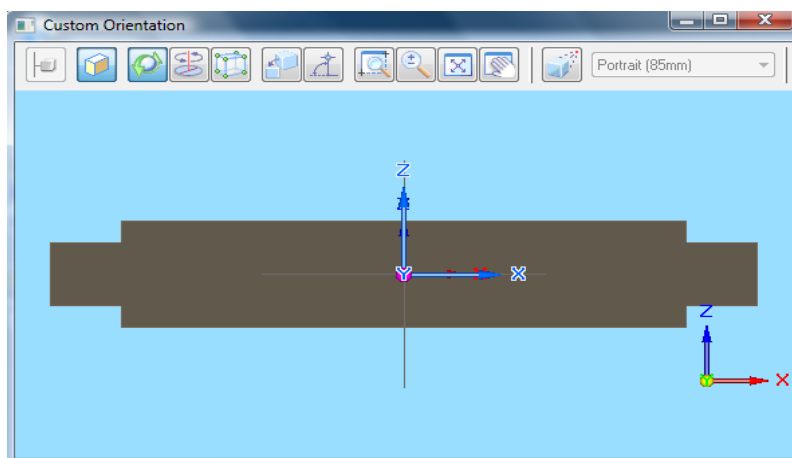 Custom Orientation
Portrait (85mm)
Z
Y X
Z
Y X